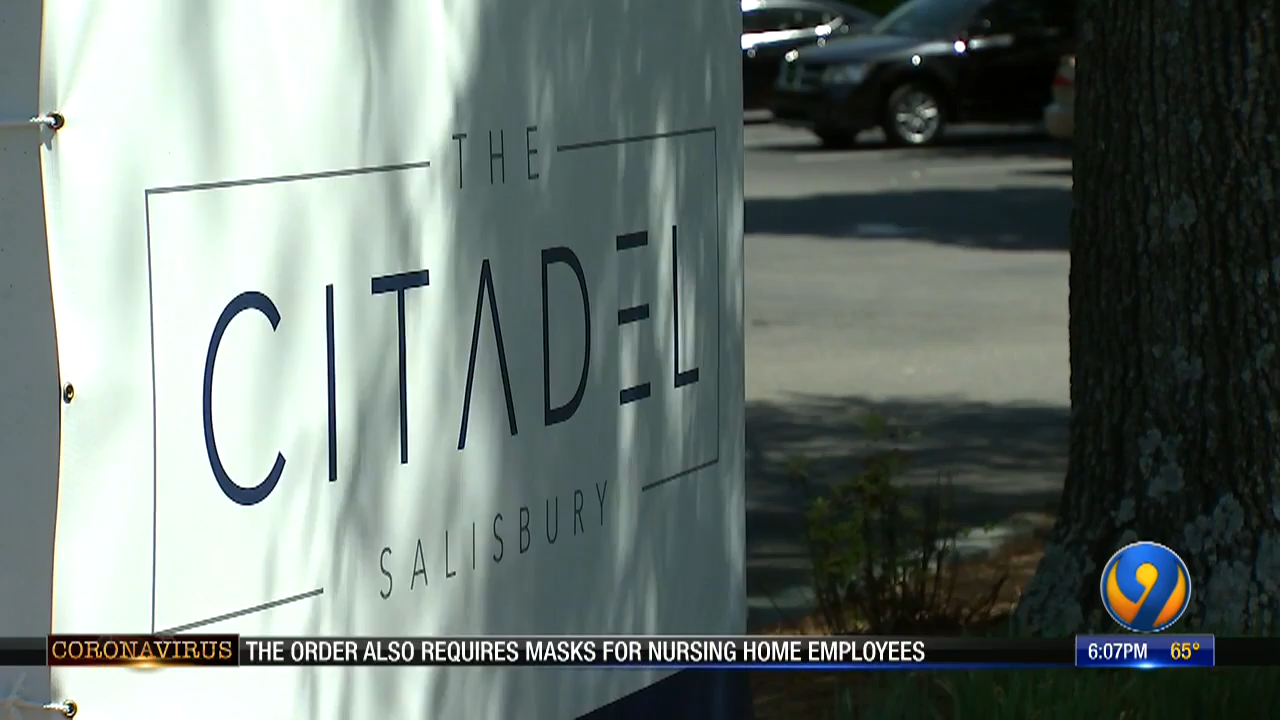 THE
CITADEL
SALISBURY
9
CORONAVIRUS THE ORDER ALSO REQUIRES MASKS FOR NURSING HOME EMPLOYEES 6:07PM 65°